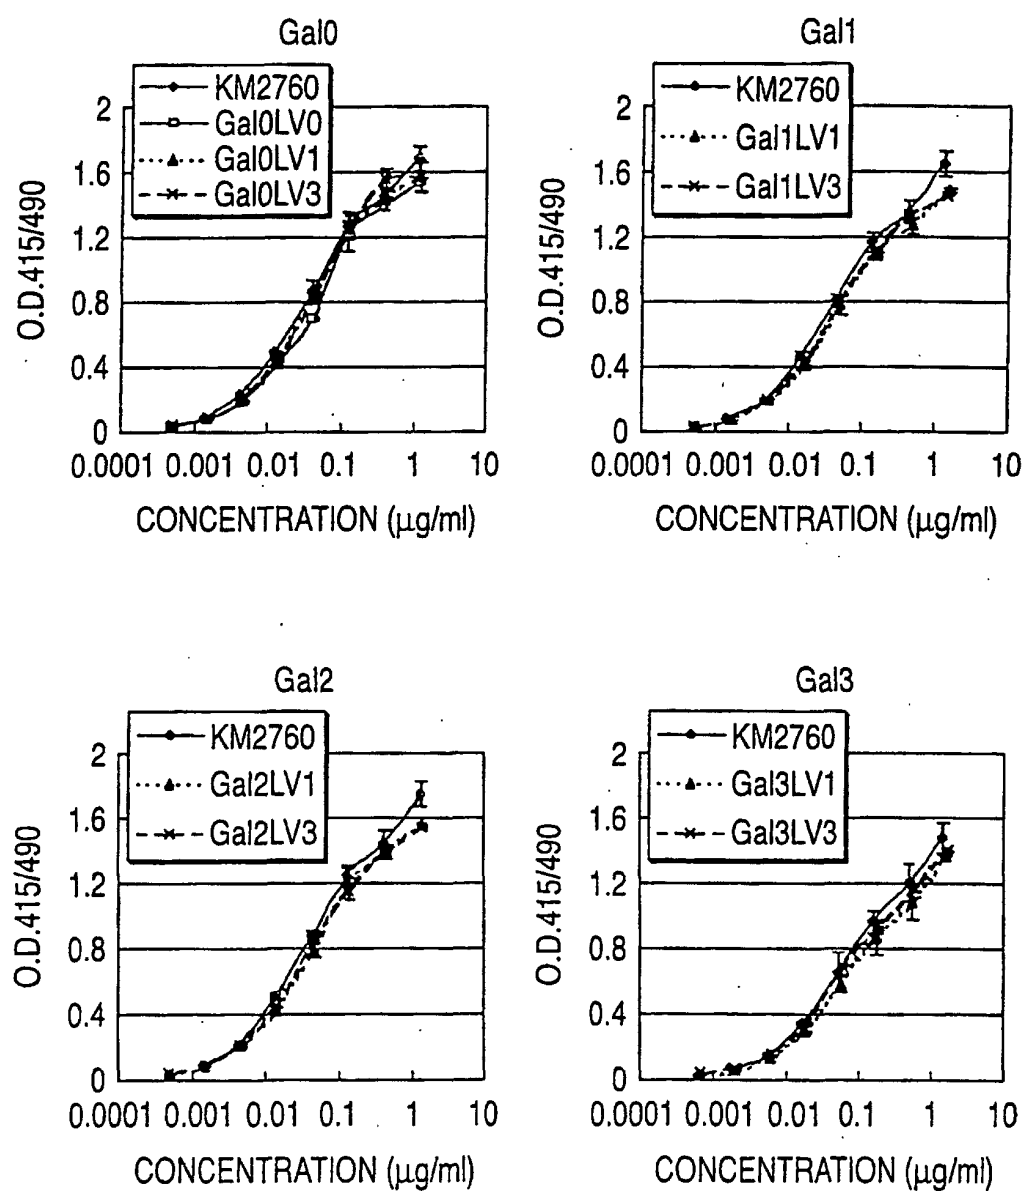 Gal0
KM2760
Gal0LV0
Gal0LV1
Gal0LV3
2
1.6
1.2
0.8
0.4
0
O.D.415/490
0.0001 0.001 0.01 0.1 1 10
CONCENTRATION (µg/ml)
Gal1
KM2760
Gal1LV1
Gal1LV3
2
1.6
1.2
0.8
0.4
0
O.D.415/490
0.0001 0.001 0.01 0.1 1 10
CONCENTRATION (µg/ml)
Gal2
KM2760
Gal2LV1
Gal2LV3
2
1.6
1.2
0.8
0.4
0
O.D.415/490
0.0001 0.001 0.01 0.1 1 10
CONCENTRATION (µg/ml)
Gal3
KM2760
Gal3LV1
Gal3LV3
2
1.6
1.2
0.8
0.4
0
O.D.415/490
0.0001 0.001 0.01 0.1 1 10
CONCENTRATION (µg/ml)